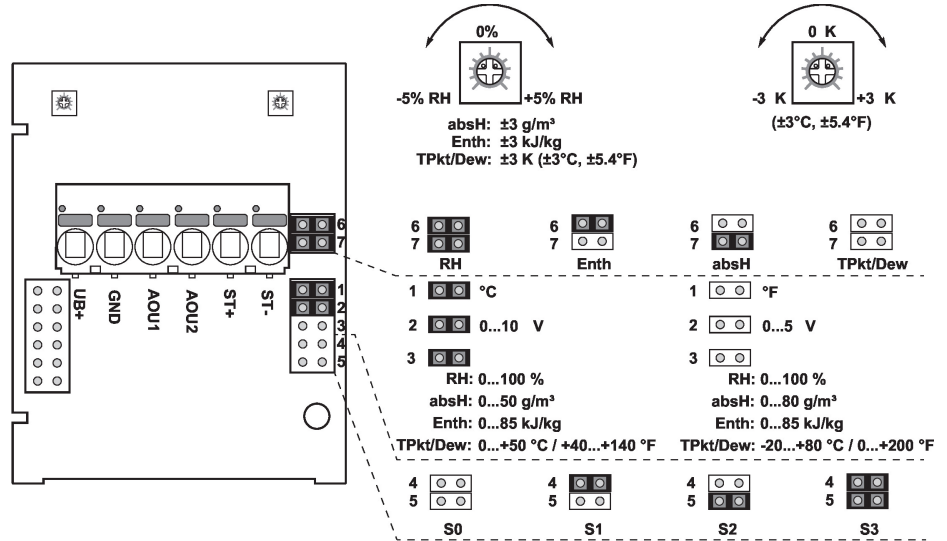 0%
0 K
-5% RH +5% RH
-3 K +3 K
absH: ±3 g/m³
(±3°C, ±5.4°F)
Enth: ±3 kJ/kg
TPkt/Dew: ±3 K (±3°C, ±5.4°F)
6
7
6
7
RH
6
7
Enth
6
7
absH
6
7
TPkt/Dew
UB+
GND
AOU1
AOU2
ST+
ST-
1
2
3
4
5
1 °C
1 °F
2 0...10 V
2 0...5 V
3
RH: 0...100 %
absH: 0...50 g/m³
Enth: 0...85 kJ/kg
TPkt/Dew: 0...+50 °C / +40...+140 °F
3
RH: 0...100 %
absH: 0...80 g/m³
Enth: 0...85 kJ/kg
TPkt/Dew: -20...+80 °C / 0...+200 °F
4
5
S0
4
5
S1
4
5
S2
4
5
S3